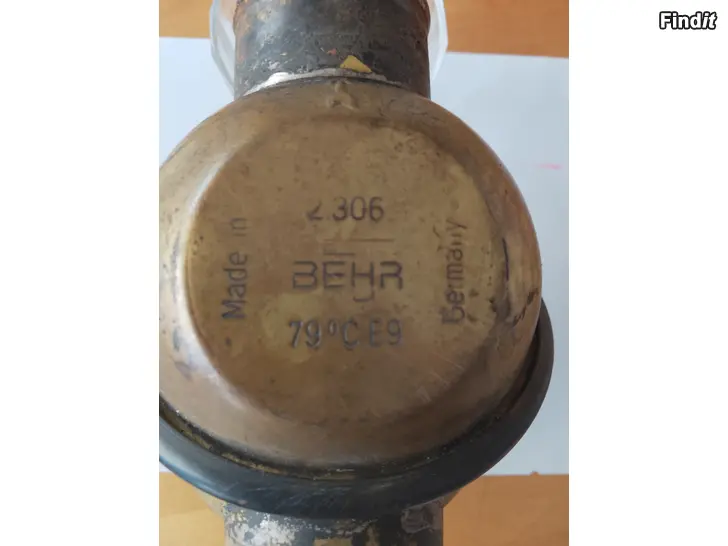 Findit
2.306
Made in
BEHR
Germany
79°C E9